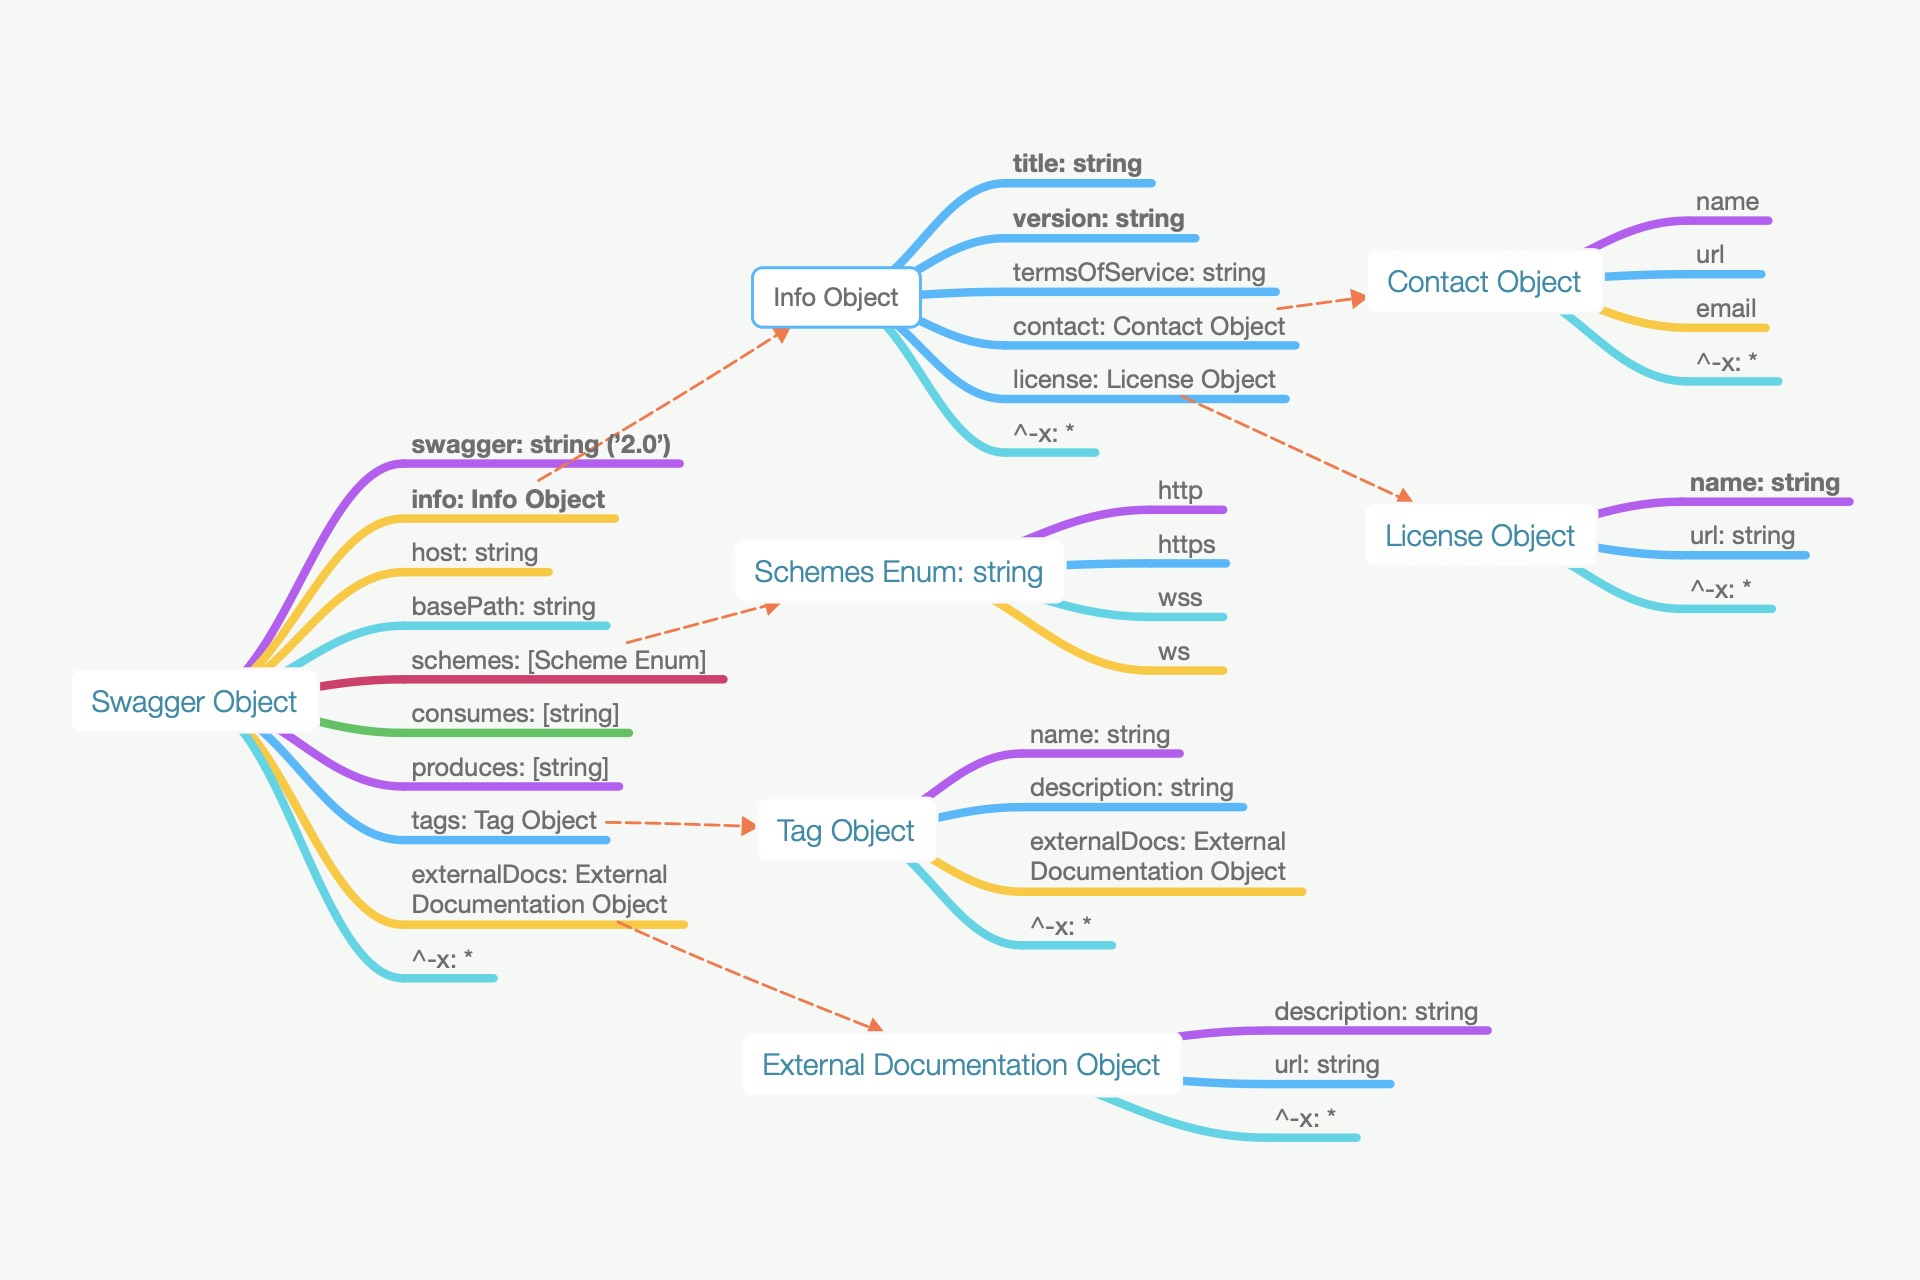 Swagger Object
swagger: string ('2.0')
info: Info Object
host: string
basePath: string
schemes: [Scheme Enum]
consumes: [string]
produces: [string]
tags: Tag Object
externalDocs: External
Documentation Object
^-x: *
Info Object
title: string
version: string
termsOfService: string
contact: Contact Object
license: License Object
^-x: *
Contact Object
name
url
email
^-x: *
License Object
name: string
url: string
^-x: *
Schemes Enum: string
http
https
wss
ws
Tag Object
name: string
description: string
externalDocs: External
Documentation Object
^-x: *
External Documentation Object
description: string
url: string
^-x: *